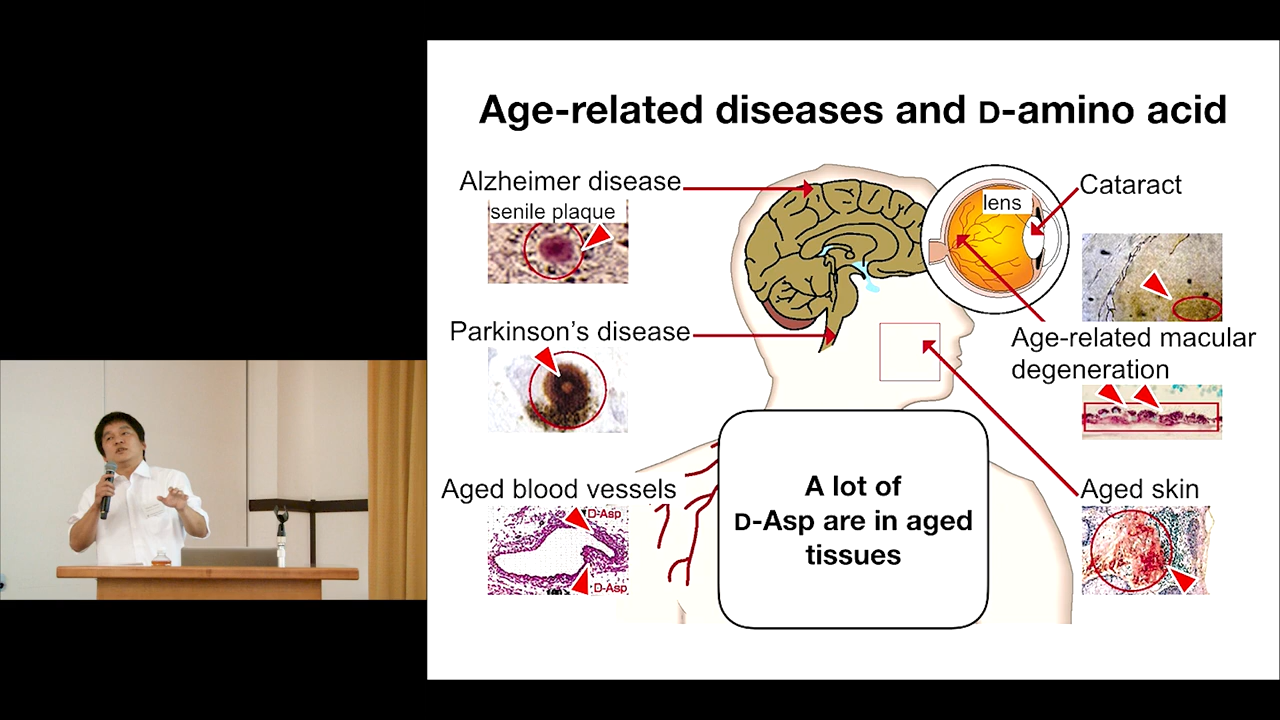 Age-related diseases and D-amino acid
Alzheimer disease
senile plaque
Parkinson's disease
Aged blood vessels
D-Asp
D-Asp
lens
Cataract
Age-related macular
degeneration
Aged skin
A lot of
D-Asp are in aged
tissues